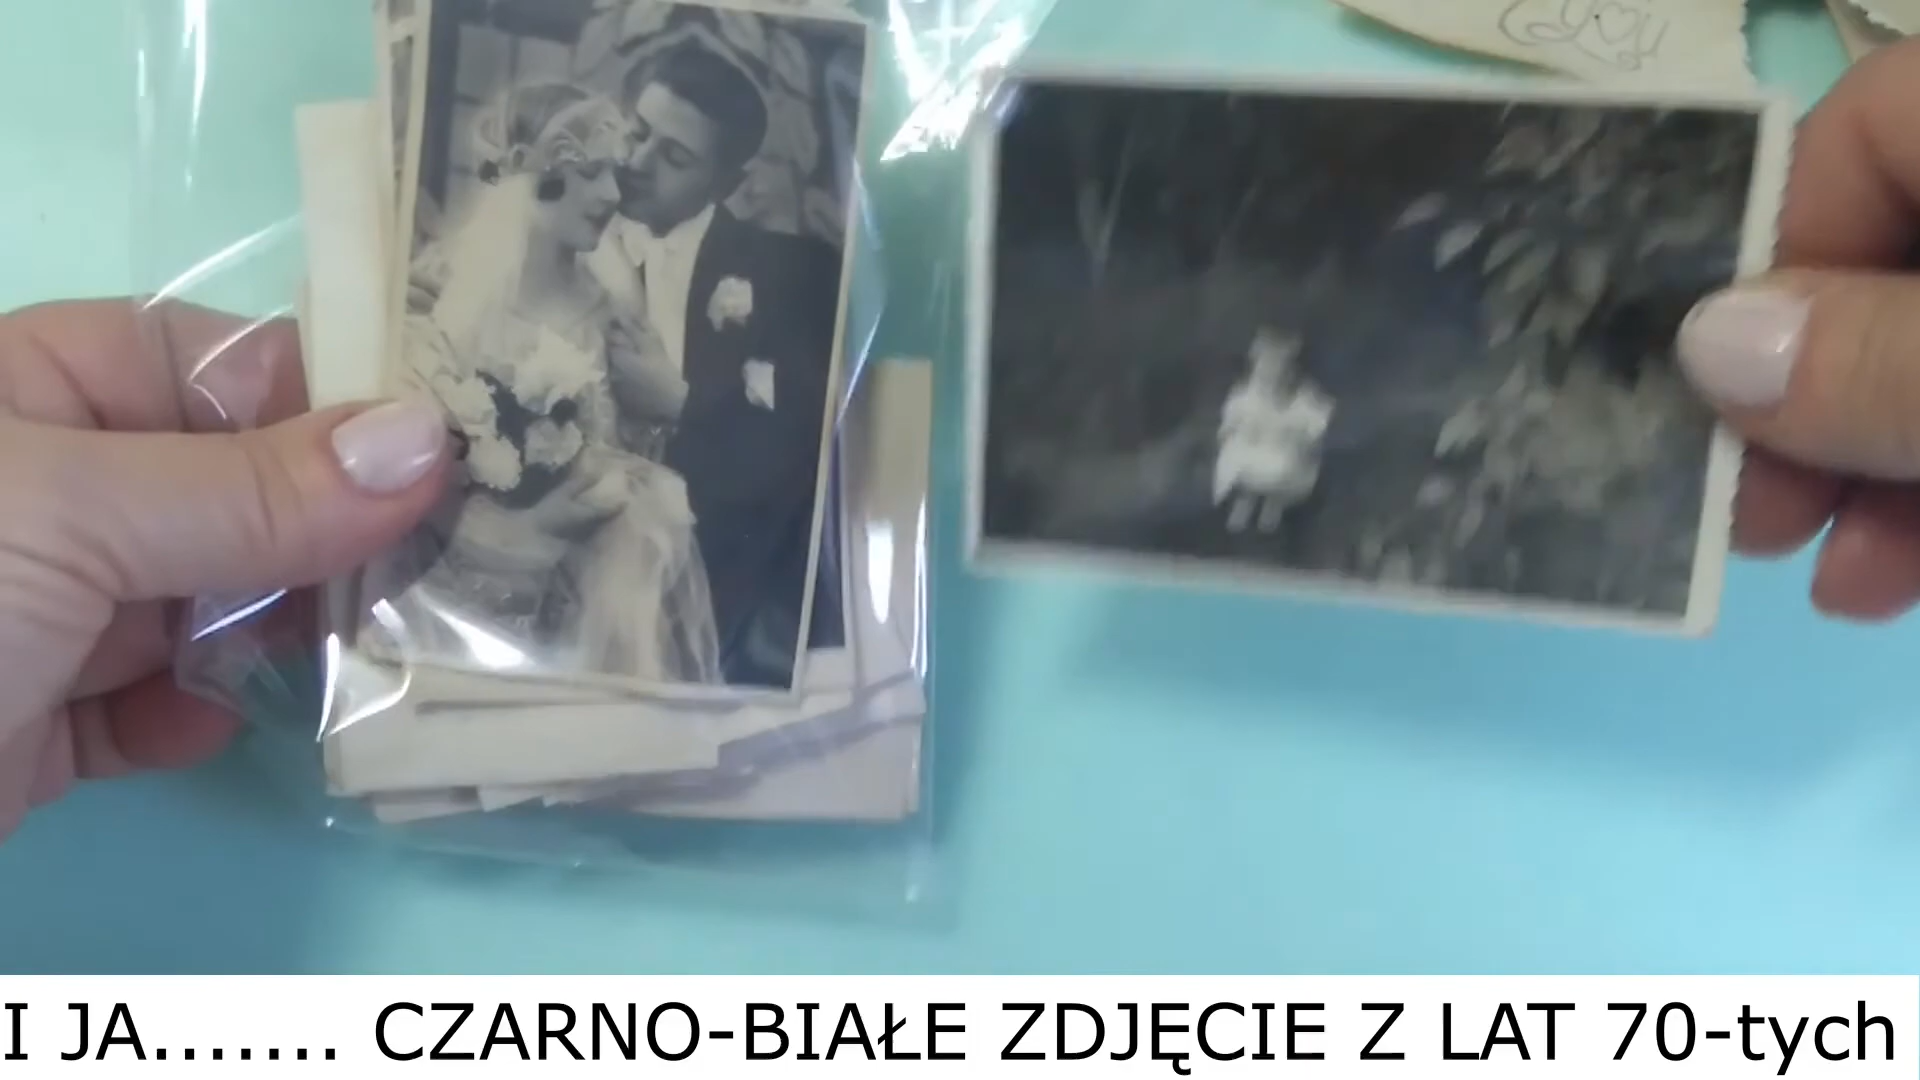 I JA....... CZARNO-BIAŁE ZDJĘCIE Z LAT 70-tych